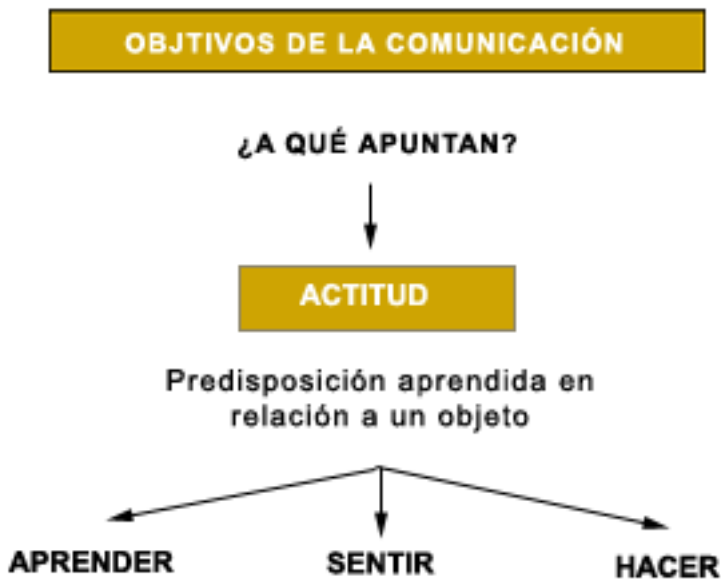 OBJTIVOS DE LA COMUNICACIÓN
¿A QUÉ APUNTAN?
ACTITUD
Predisposición aprendida en
relación a un objeto
APRENDER SENTIR HACER